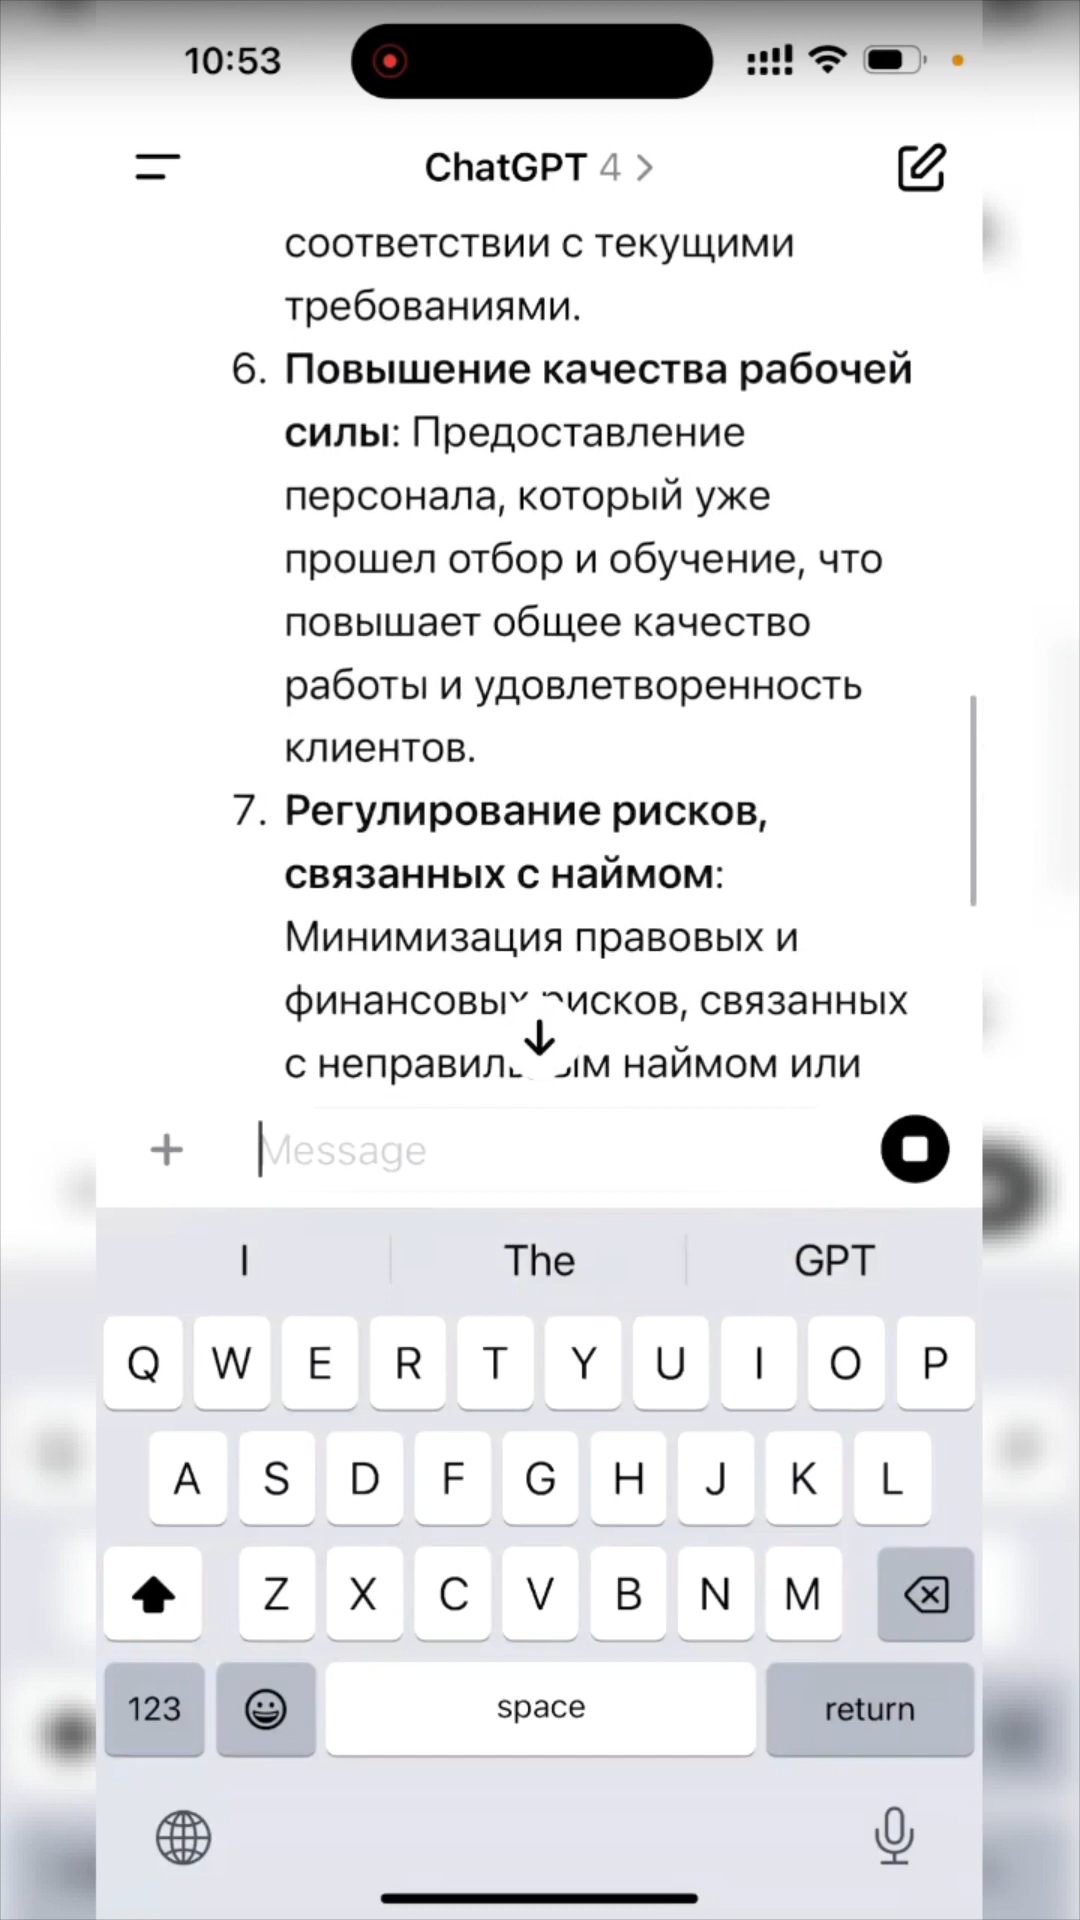 10:53
ChatGPT 4
соответствии с текущими
требованиями.
6. Повышение качества рабочей
силы: Предоставление
персонала, который уже
прошел отбор и обучение, что
повышает общее качество
работы и удовлетворенность
клиентов.
7. Регулирование рисков,
связанных с наймом:
Минимизация правовых и
финансовых рисков, связанных
с неправильным наймом или
Message
I The GPT
Q W E R T Y U I O P
A S D F G H J K L
Z X C V B N M
123 space return